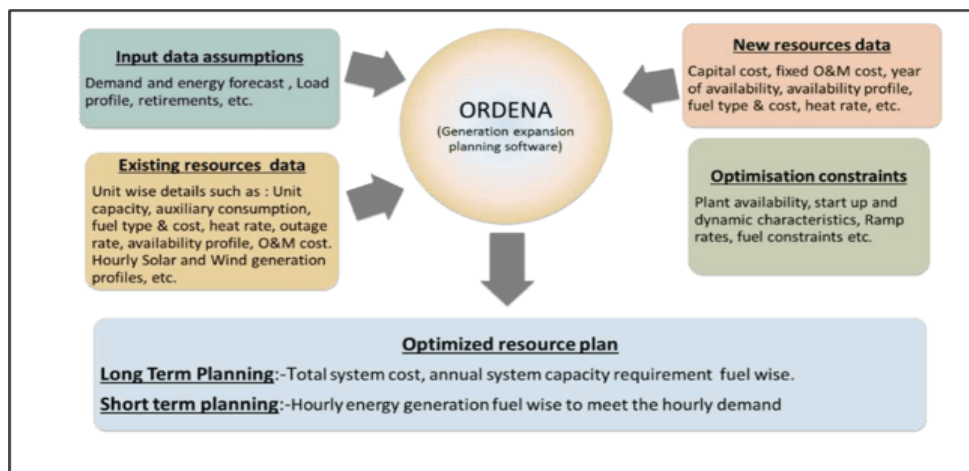 Input data assumptions
Demand and energy forecast , Load
profile, retirements, etc.
Existing resources data
Unit wise details such as : Unit
capacity, auxiliary consumption,
fuel type & cost, heat rate, outage
rate, availability profile, O&M cost.
Hourly Solar and Wind generation
profiles, etc.
ORDENA
(Generation expansion
planning software)
New resources data
Capital cost, fixed O&M cost, year
of availability, availability profile,
fuel type & cost, heat rate, etc.
Optimisation constraints
Plant availability, start up and
dynamic characteristics, Ramp
rates, fuel constraints etc.
Optimized resource plan
Long Term Planning:-Total system cost, annual system capacity requirement fuel wise.
Short term planning:-Hourly energy generation fuel wise to meet the hourly demand